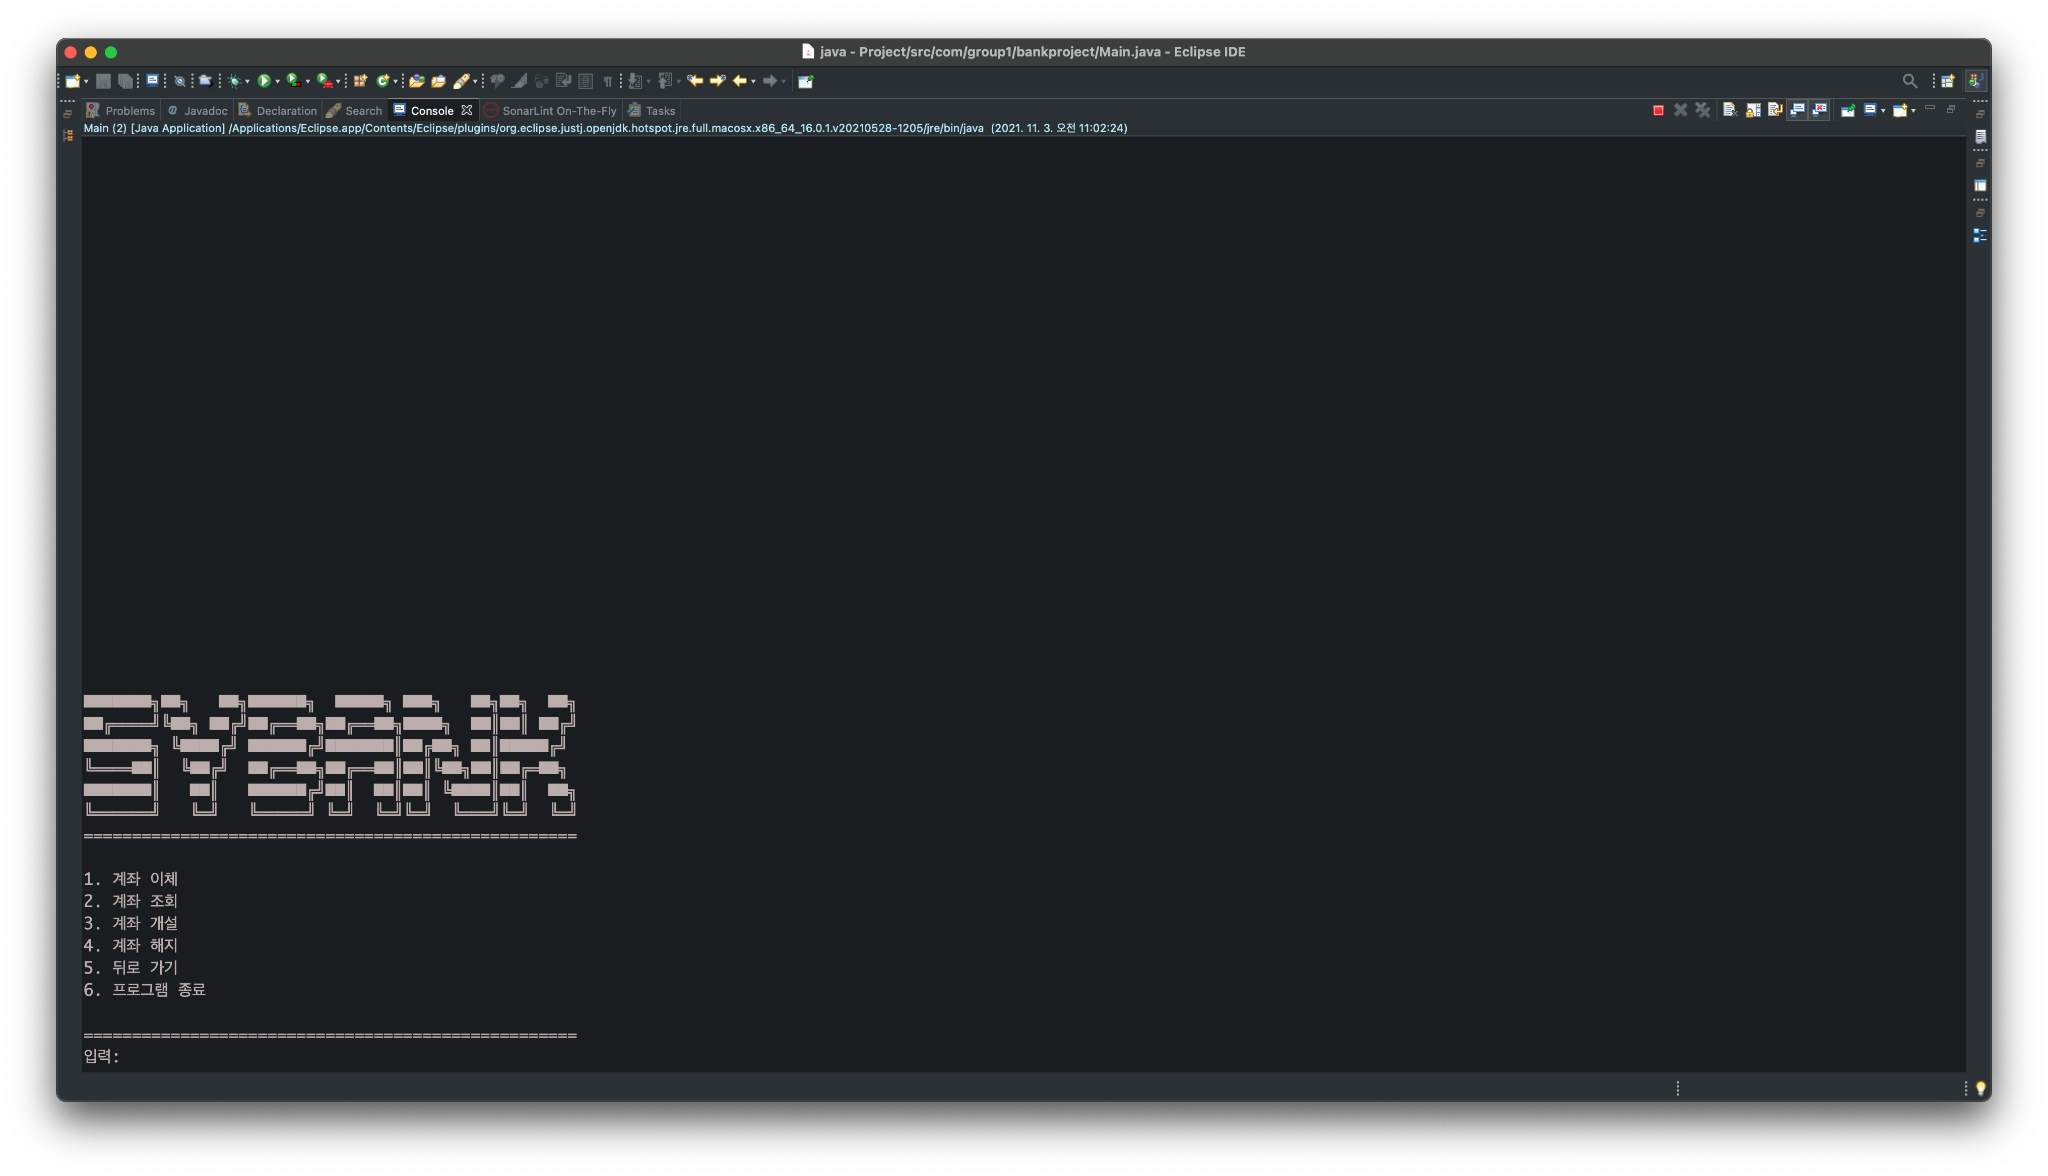 java - Project/src/com/group1/bankproject/Main.java - Eclipse IDE
Problems Javadoc Declaration Search Console SonarLint On-The-Fly Tasks
Main (2) [Java Application] /Applications/Eclipse.app/Contents/Eclipse/plugins/org.eclipse.justj.openjdk.hotspot.jre.full.macosx.x86_64_16.0.1.v20210528-1205/jre/bin/java (2021. 11. 3. 오전 11:02:24)
SYBANK
====================================================
1. 계좌 이체
2. 계좌 조회
3. 계좌 개설
4. 계좌 해지
5. 뒤로 가기
6. 프로그램 종료
====================================================
입력: